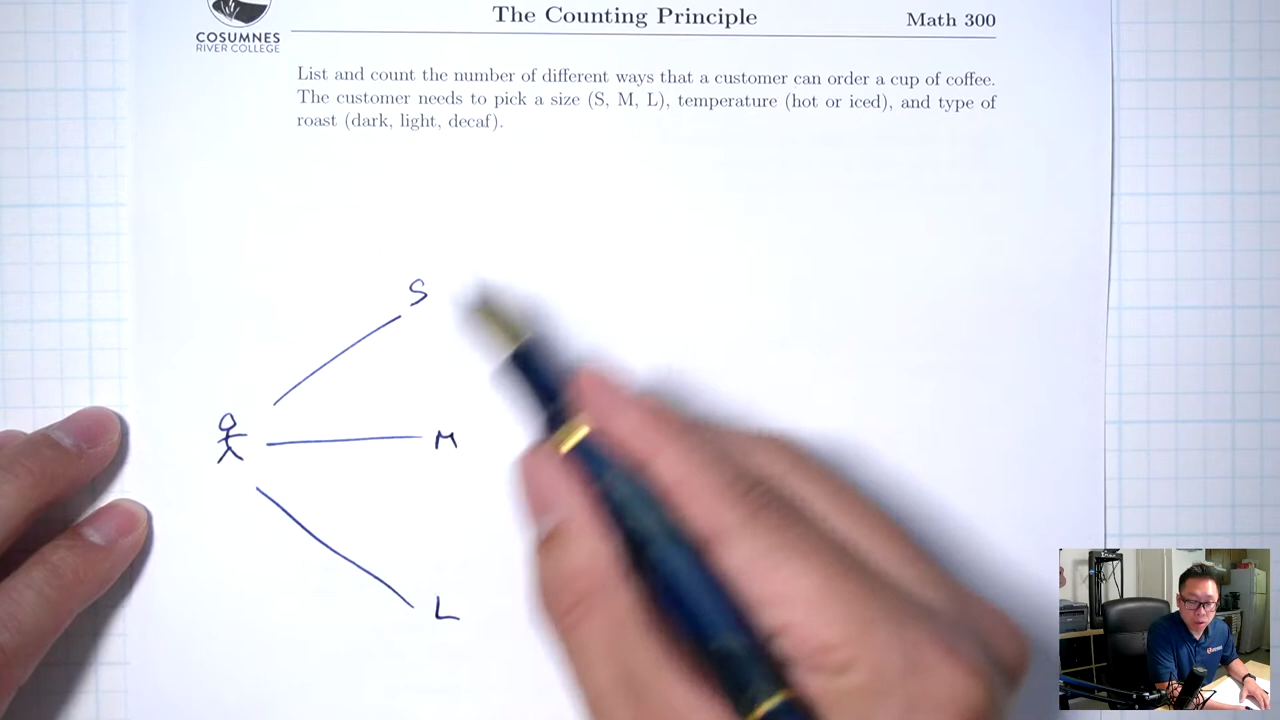 COSUMNES
RIVER COLLEGE
The Counting Principle
Math 300
List and count the number of different ways that a customer can order a cup of coffee.
The customer needs to pick a size (S, M, L), temperature (hot or iced), and type of
roast (dark, light, decaf).
S
M
L